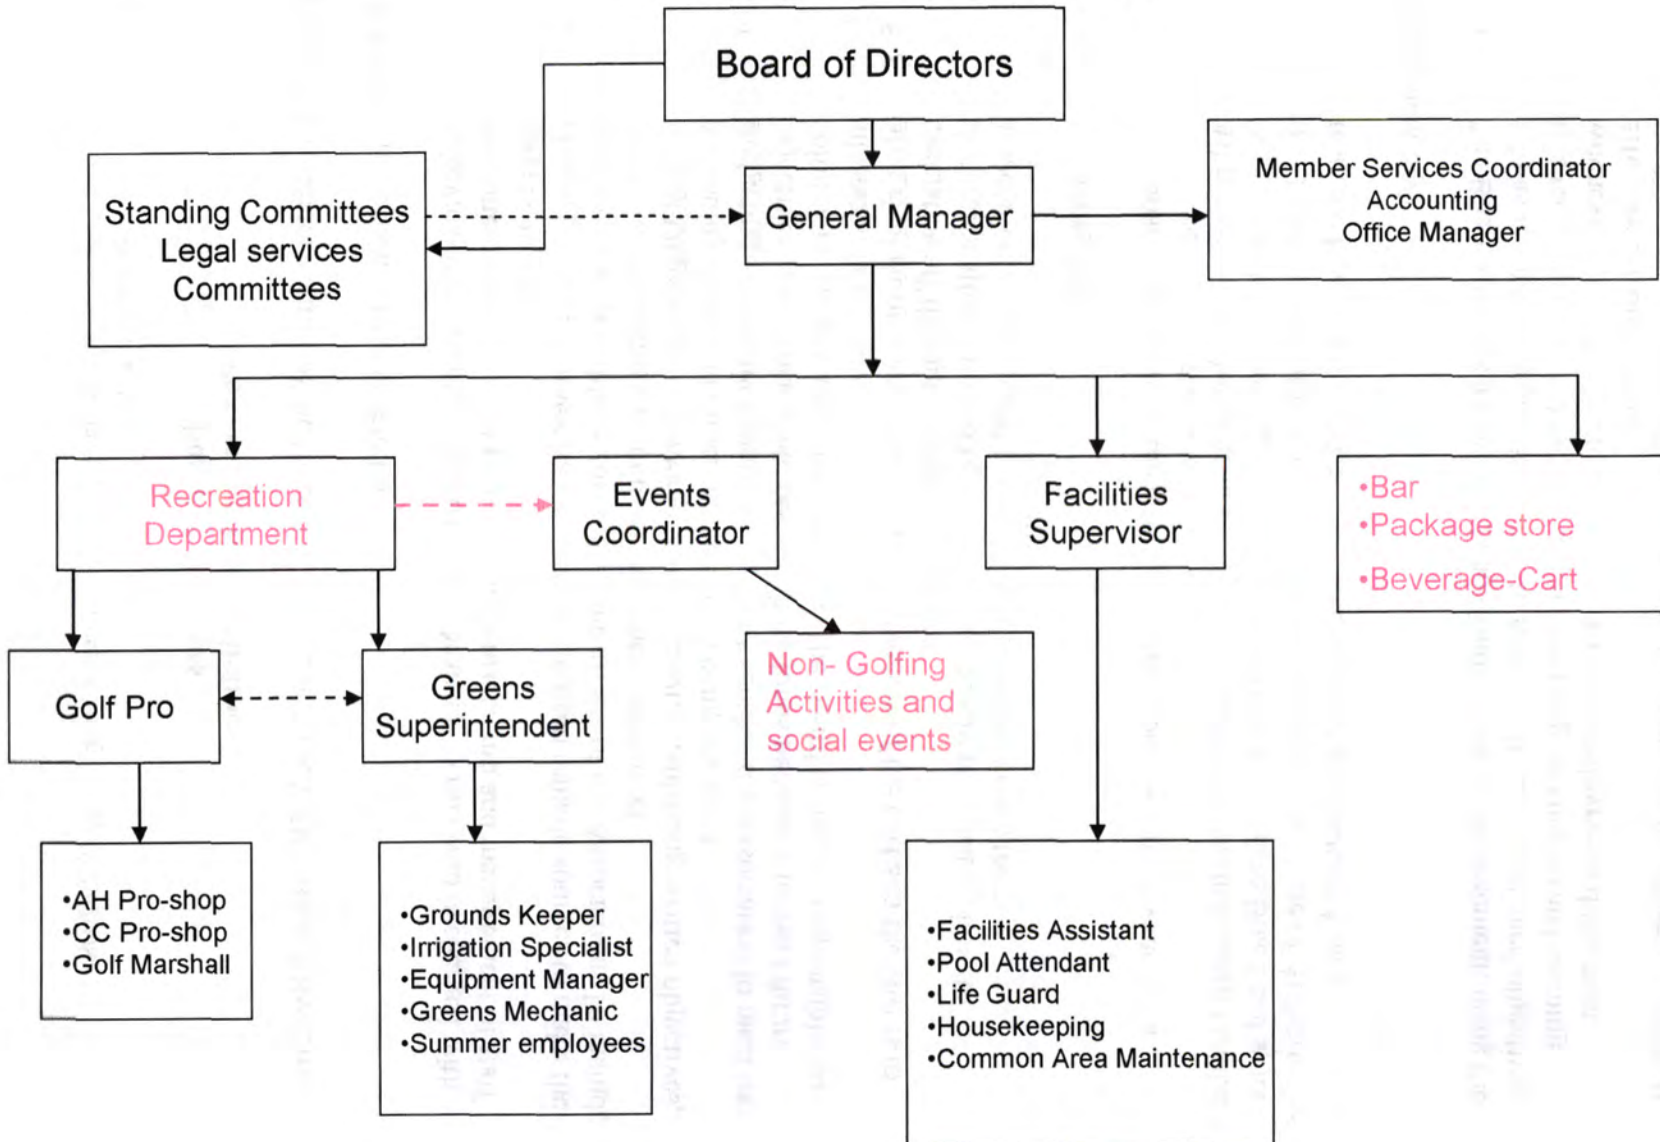 Board of Directors
Standing Committees
Legal services
Committees
General Manager
Member Services Coordinator
Accounting
Office Manager
Recreation
Department
Events
Coordinator
Facilities
Supervisor
•Bar
•Package store
•Beverage-Cart
Golf Pro
Greens
Superintendent
Non- Golfing
Activities and
social events
•AH Pro-shop
•CC Pro-shop
•Golf Marshall
•Grounds Keeper
•Irrigation Specialist
•Equipment Manager
•Greens Mechanic
•Summer employees
•Facilities Assistant
•Pool Attendant
•Life Guard
•Housekeeping
•Common Area Maintenance